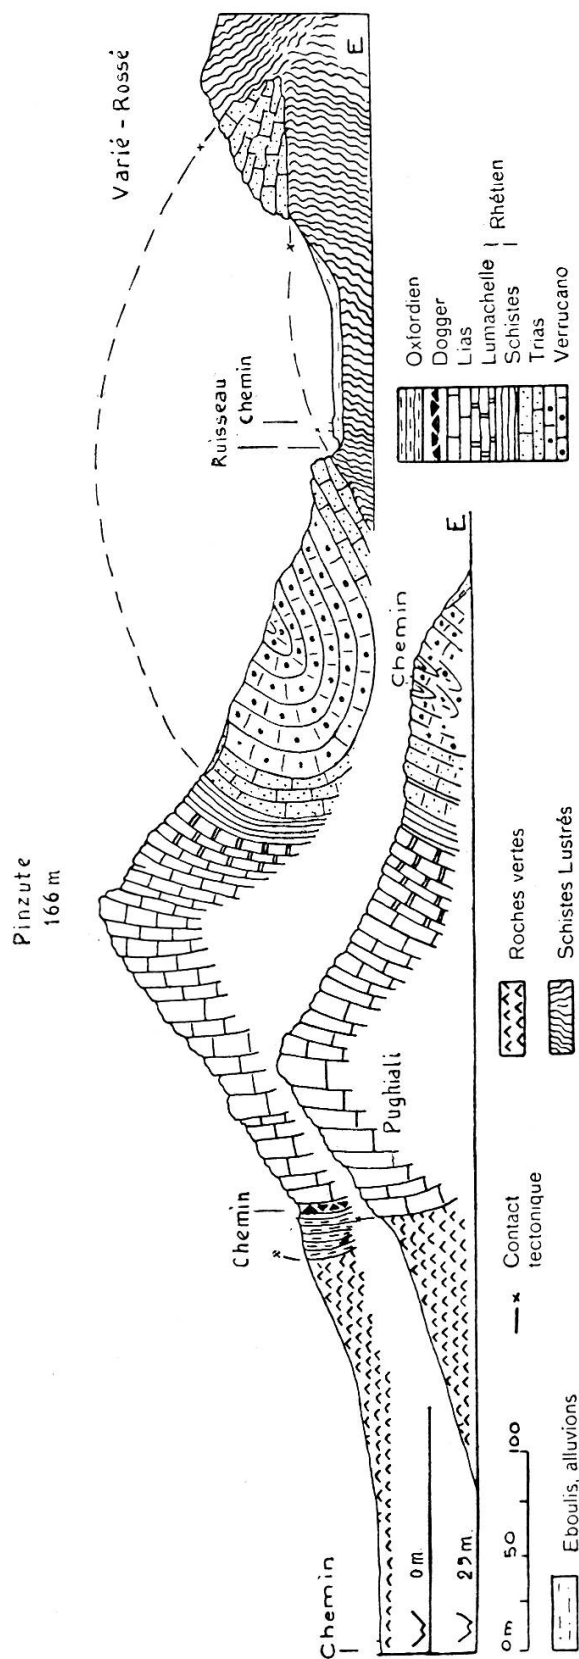 Pinzute
166 m
Varié - Rossé
Ruisseau
Chemin
Chemin
Chemin
E.
W
0 m.
Pughiali
Chemin
E.
W
29 m.
0 m
50
100
Eboulis, alluvions
Contact
tectonique
Roches vertes
Schistes Lustrés
Oxfordien
Dogger
Lias
Lumachelle
Schistes
Rhétien
Trias
Verrucano